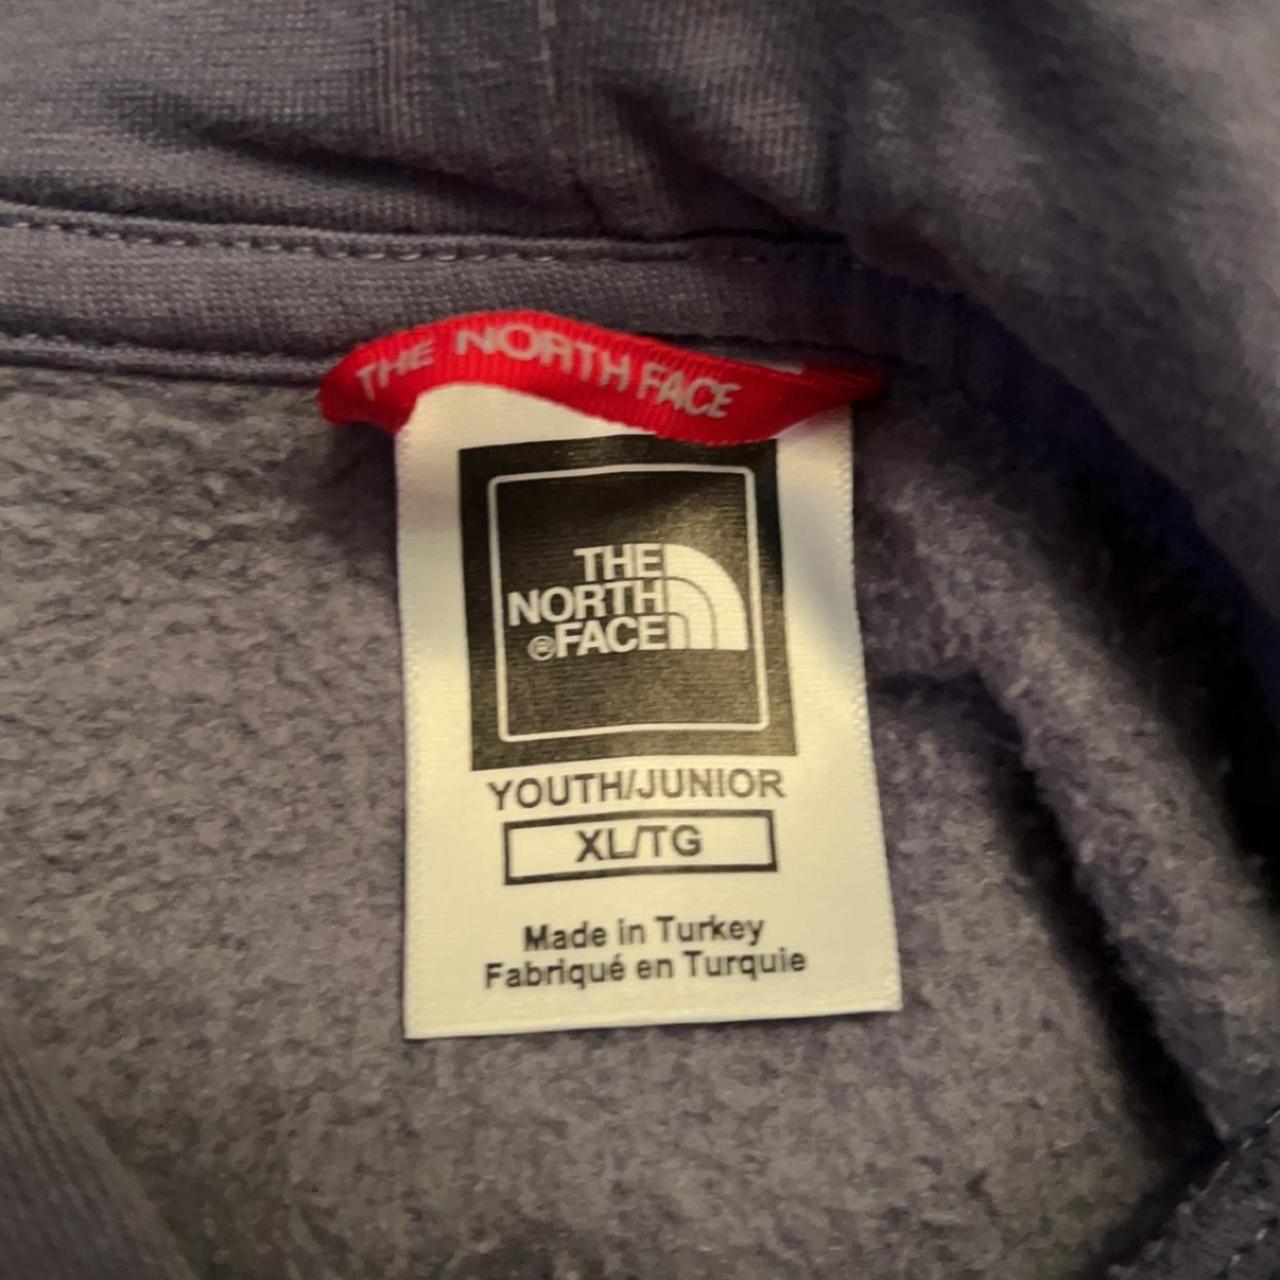 THE NORTH FACE
THE
NORTH
®FACE
YOUTH/JUNIOR
XL/TG
Made in Turkey
Fabriqué en Turquie